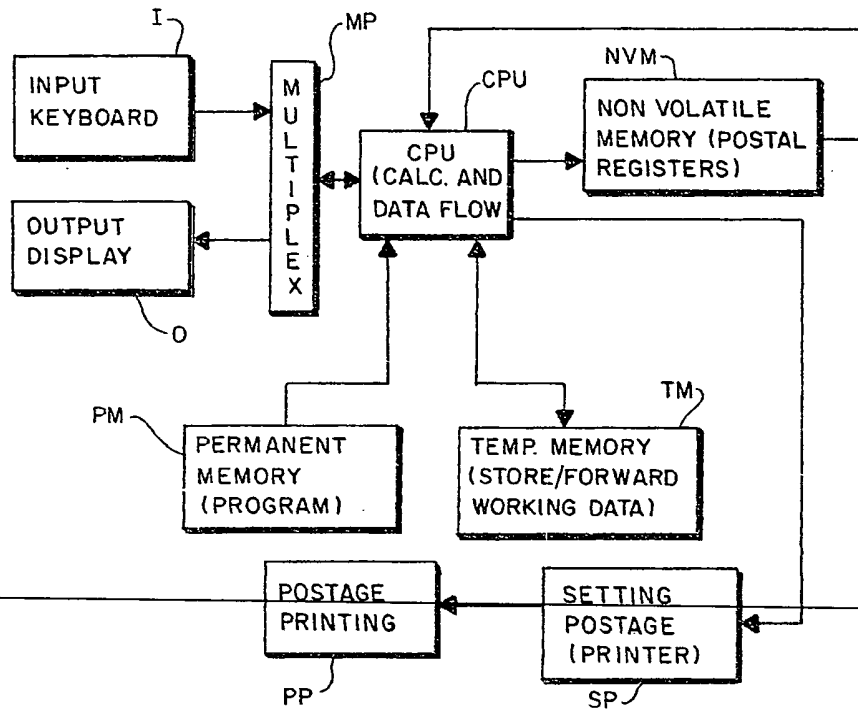 I
MP
NVM
CPU
INPUT
KEYBOARD
MULTIPLEX
CPU
(CALC. AND
DATA FLOW
NON VOLATILE
MEMORY (POSTAL
REGISTERS)
OUTPUT
DISPLAY
O
PM
TM
PERMANENT
MEMORY
(PROGRAM)
TEMP. MEMORY
(STORE/FORWARD
WORKING DATA)
POSTAGE
PRINTING
SETTING
POSTAGE
(PRINTER)
PP
SP